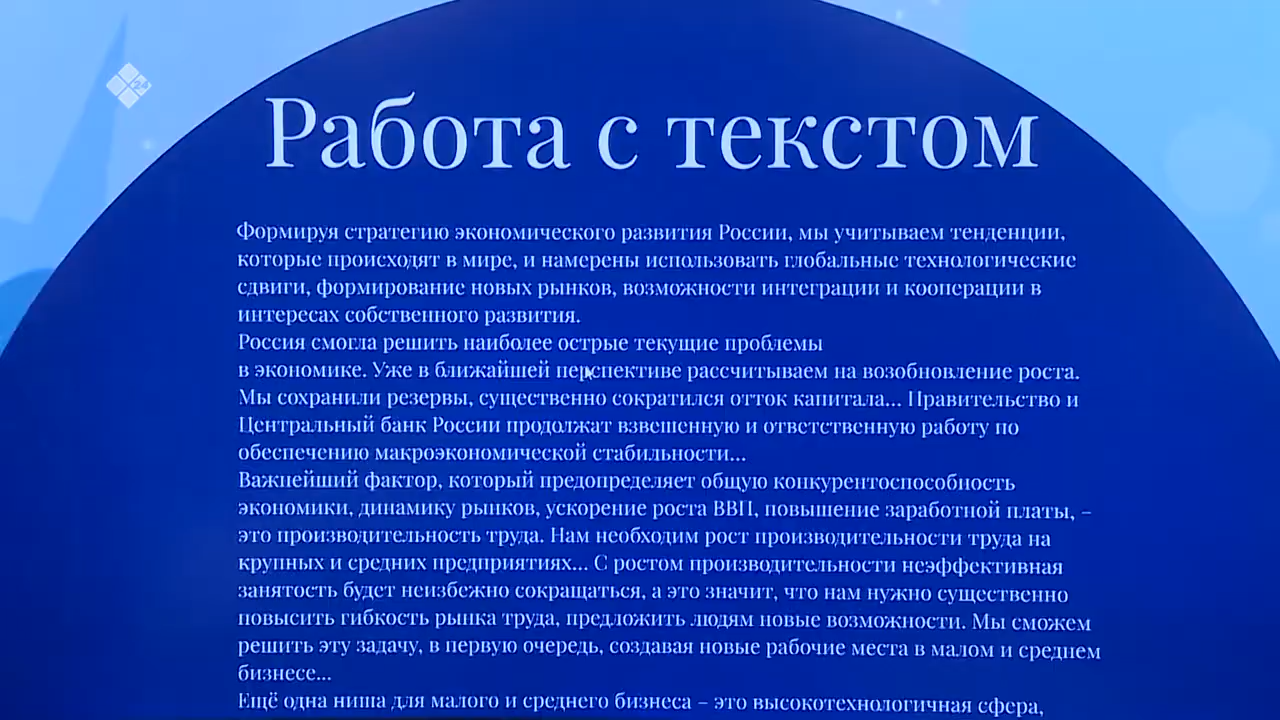 24
Работа с текстом
Формируя стратегию экономического развития России, мы учитываем тенденции,
которые происходят в мире, и намерены использовать глобальные технологические
сдвиги, формирование новых рынков, возможности интеграции и кооперации в
интересах собственного развития.
Россия смогла решить наиболее острые текущие проблемы
в экономике. Уже в ближайшей перспективе рассчитываем на возобновление роста.
Мы сохранили резервы, существенно сократился отток капитала... Правительство и
Центральный банк России продолжат взвешенную и ответственную работу по
обеспечению макроэкономической стабильности...
Важнейший фактор, который предопределяет общую конкурентоспособность
экономики, динамику рынков, ускорение роста ВВП, повышение заработной платы, –
это производительность труда. Нам необходим рост производительности труда на
крупных и средних предприятиях... С ростом производительности неэффективная
занятость будет неизбежно сокращаться, а это значит, что нам нужно существенно
повысить гибкость рынка труда, предложить людям новые возможности. Мы сможем
решить эту задачу, в первую очередь, создавая новые рабочие места в малом и среднем
бизнесе...
Ещё одна ниша для малого и среднего бизнеса – это высокотехнологичная сфера,